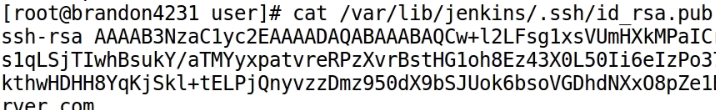 [root@brandon4231 user]# cat /var/lib/jenkins/.ssh/id_rsa.pub
ssh-rsa AAAAB3NzaC1yc2EAAAADAQABAAABAQCw+l2LFsg1xsVUmHXkMPaIC
s1qLSjTIwhBsukY/aTMYyxpatvreRPzXvrBstHG1oh8Ez43X0L50Ii6eIzPo3
kthwHDHH8YqKjSkl+tELPjQnyvzzDmz950dX9bSJUok6bsoVGDhdNXxO8pZe1
rver.com